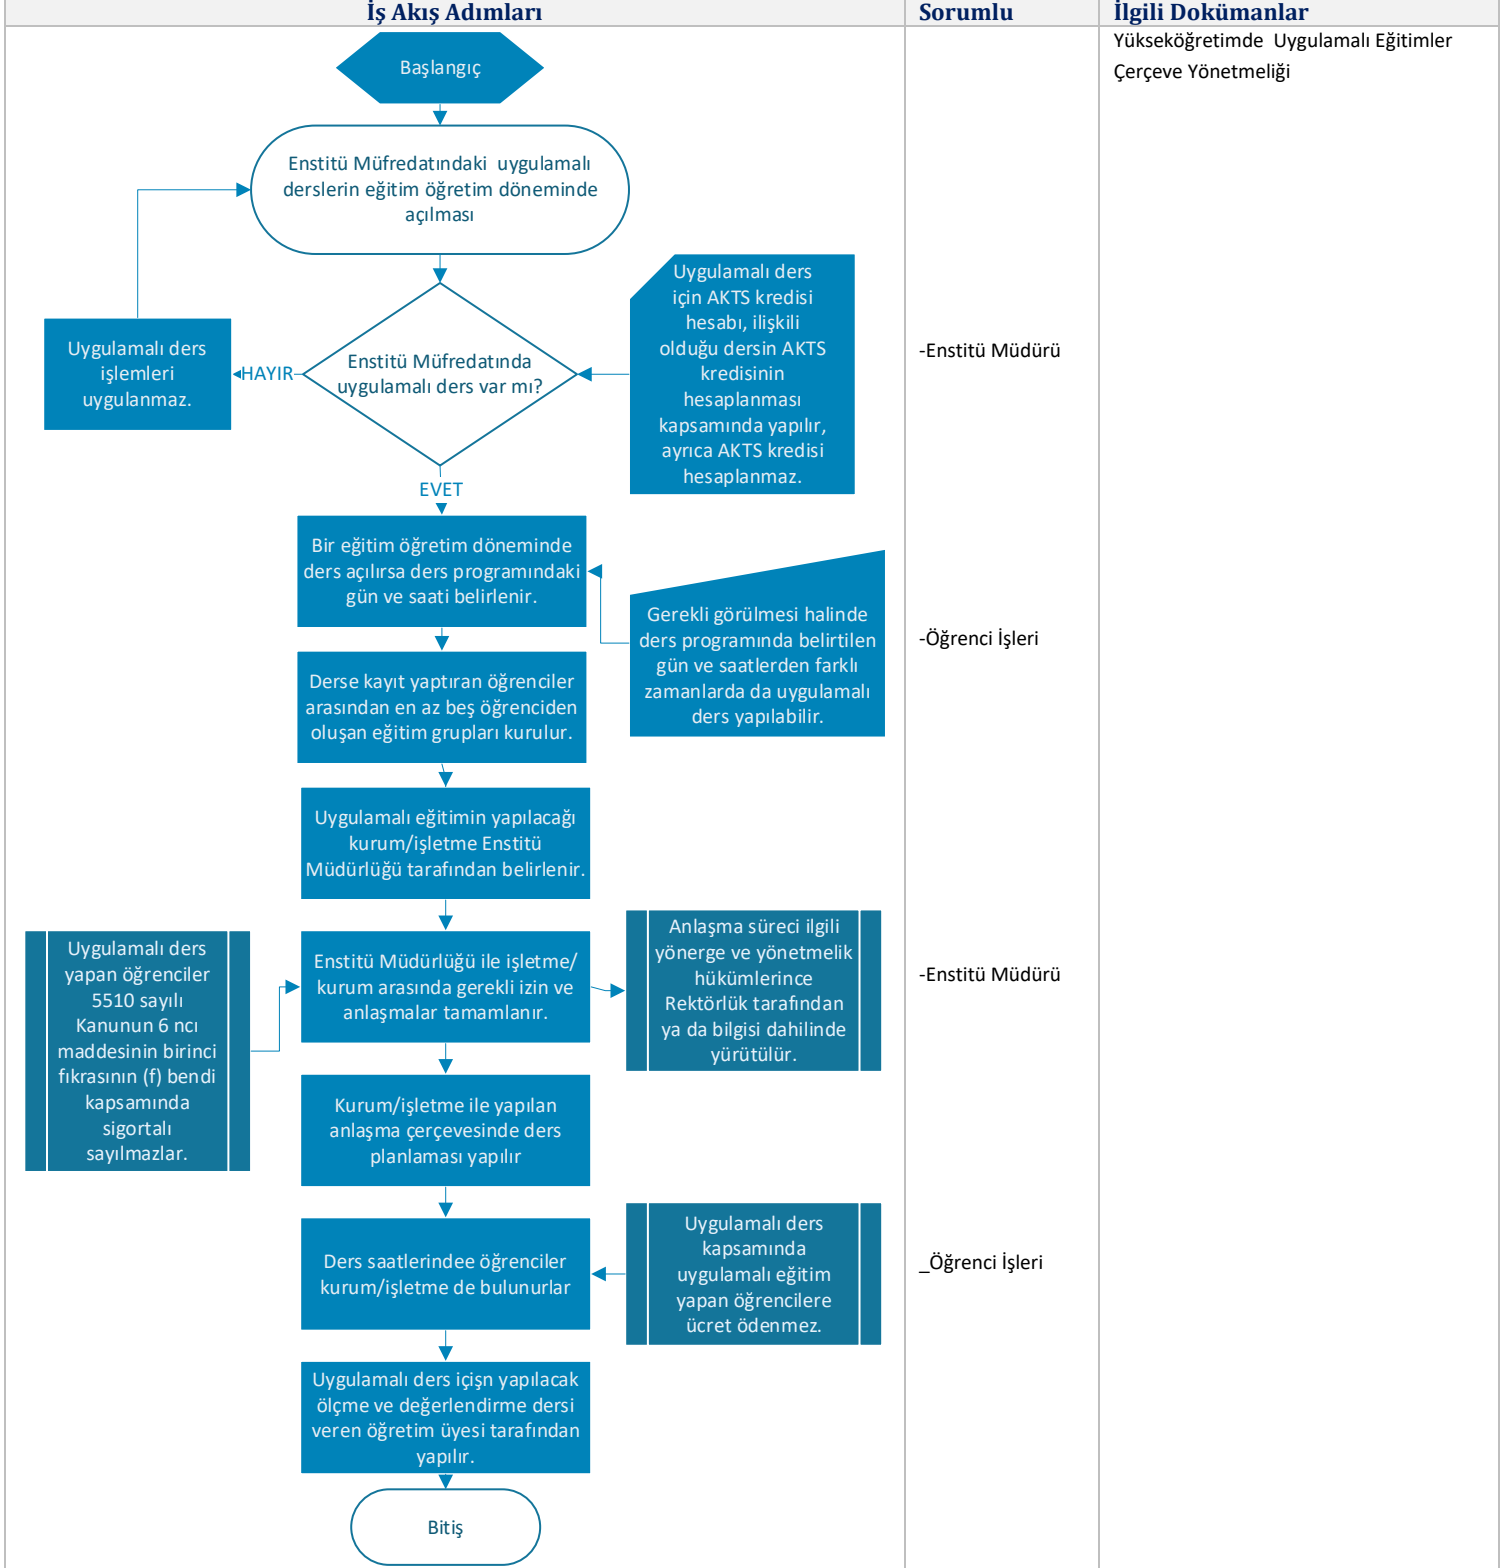 İş Akış Adımları
Sorumlu
İlgili Dokümanlar
Yükseköğretimde Uygulamalı Eğitimler
Çerçeve Yönetmeliği
Başlangıç
Enstitü Müfredatındaki uygulamalı
derslerin eğitim öğretim döneminde
açılması
Uygulamalı ders
işlemleri
uygulanmaz.
HAYIR
Enstitü Müfredatında
uygulamalı ders var mı?
Uygulamalı ders
için AKTS kredisi
hesabı, ilişkili
olduğu dersin AKTS
kredisinin
hesaplanması
kapsamında yapılır,
ayrıca AKTS kredisi
hesaplanmaz.
-Enstitü Müdürü
EVET
Bir eğitim öğretim döneminde
ders açılırsa ders programındaki
gün ve saati belirlenir.
Gerekli görülmesi halinde
ders programında belirtilen
gün ve saatlerden farklı
zamanlarda da uygulamalı
ders yapılabilir.
-Öğrenci İşleri
Derse kayıt yaptıran öğrenciler
arasından en az beş öğrenciden
oluşan eğitim grupları kurulur.
Uygulamalı eğitimin yapılacağı
kurum/işletme Enstitü
Müdürlüğü tarafından belirlenir.
Uygulamalı ders
yapan öğrenciler
5510 sayılı
Kanunun 6 ncı
maddesinin birinci
fıkrasının (f) bendi
kapsamında
sigortalı
sayılmazlar.
Enstitü Müdürlüğü ile işletme/
kurum arasında gerekli izin ve
anlaşmalar tamamlanır.
Anlaşma süreci ilgili
yönerge ve yönetmelik
hükümlerince
Rektörlük tarafından
ya da bilgisi dahilinde
yürütülür.
-Enstitü Müdürü
Kurum/işletme ile yapılan
anlaşma çerçevesinde ders
planlaması yapılır
Ders saatlerindee öğrenciler
kurum/işletme de bulunurlar
Uygulamalı ders
kapsamında
uygulamalı eğitim
yapan öğrencilere
ücret ödenmez.
_Öğrenci İşleri
Uygulamalı ders içişn yapılacak
ölçme ve değerlendirme dersi
veren öğretim üyesi tarafından
yapılır.
Bitiş